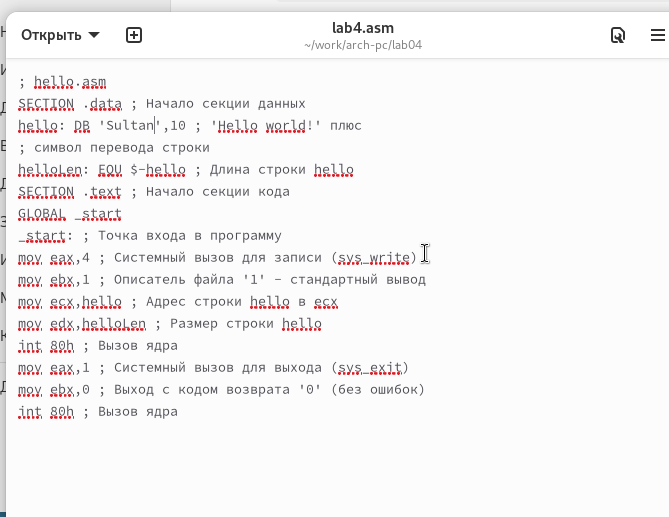 Открыть
lab4.asm
~/work/arch-pc/lab04
; hello.asm
SECTION .data ; Начало секции данных
hello: DB 'Sultan',10 ; 'Hello world!' плюс
; символ перевода строки
helloLen: EQU $-hello ; Длина строки hello
SECTION .text ; Начало секции кода
GLOBAL _start
_start: ; Точка входа в программу
mov eax,4 ; Системный вызов для записи (sys_write)
mov ebx,1 ; Описатель файла '1' - стандартный вывод
mov ecx,hello ; Адрес строки hello в ecx
mov edx,helloLen ; Размер строки hello
int 80h ; Вызов ядра
mov eax,1 ; Системный вызов для выхода (sys_exit)
mov ebx,0 ; Выход с кодом возврата '0' (без ошибок)
int 80h ; Вызов ядра